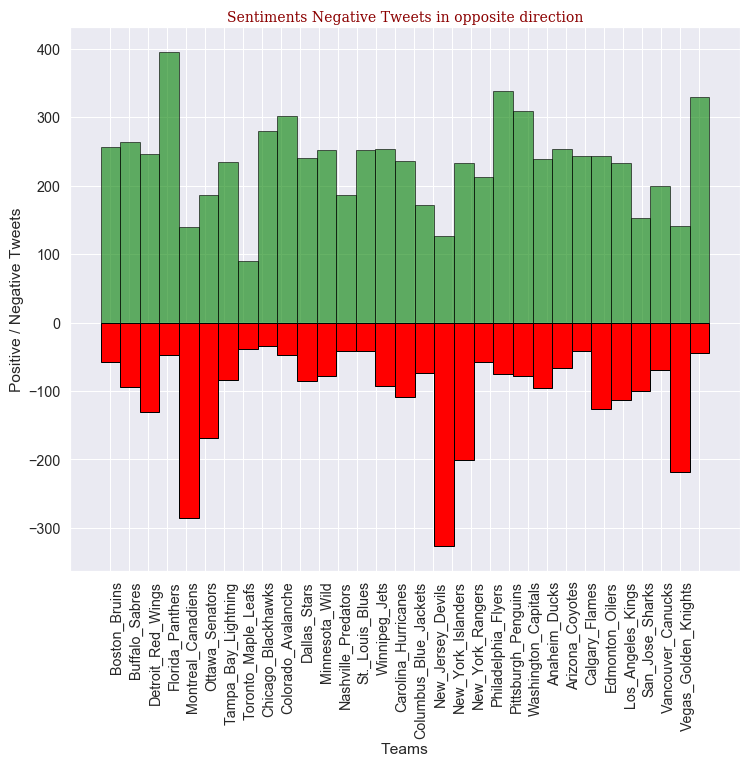 Sentiments Negative Tweets in opposite direction
400
300
200
100
0
−100
−200
−300
Positive / Negative Tweets
Boston_Bruins
Buffalo_Sabres
Detroit_Red_Wings
Florida_Panthers
Montreal_Canadiens
Ottawa_Senators
Tampa_Bay_Lightning
Toronto_Maple_Leafs
Chicago_Blackhawks
Colorado_Avalanche
Dallas_Stars
Minnesota_Wild
Nashville_Predators
St._Louis_Blues
Winnipeg_Jets
Carolina_Hurricanes
Columbus_Blue_Jackets
New_Jersey_Devils
New_York_Islanders
New_York_Rangers
Philadelphia_Flyers
Pittsburgh_Penguins
Washington_Capitals
Anaheim_Ducks
Arizona_Coyotes
Calgary_Flames
Edmonton_Oilers
Los_Angeles_Kings
San_Jose_Sharks
Vancouver_Canucks
Vegas_Golden_Knights
Teams